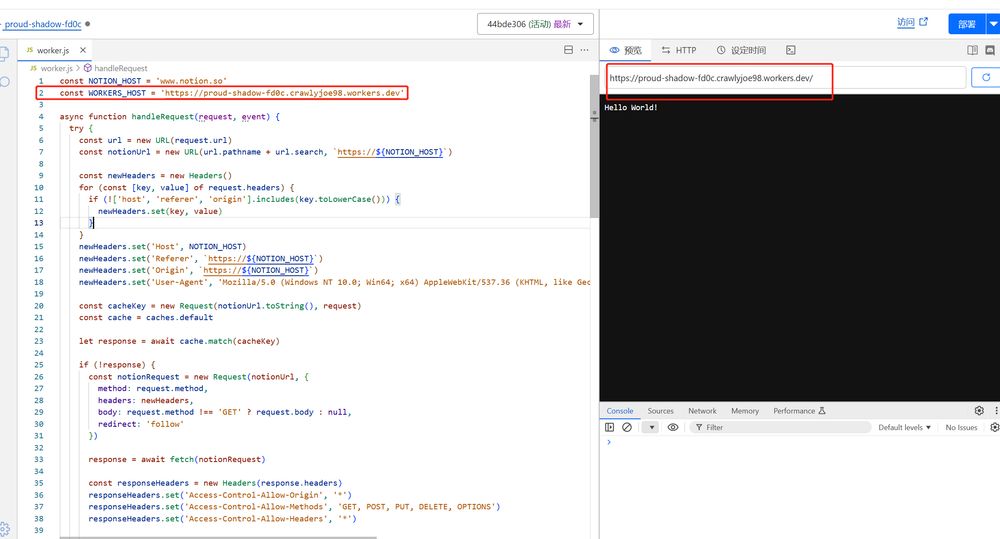 proud-shadow-fd0c
44bde306 (活动) 最新
访问
部署
JS worker.js
JS worker.js > handleRequest
1 const NOTION_HOST = 'www.notion.so'
2 const WORKERS_HOST = 'https://proud-shadow-fd0c.crawlyjoe98.workers.dev'
3
4 async function handleRequest(request, event) {
5 try {
6 const url = new URL(request.url)
7 const notionUrl = new URL(url.pathname + url.search, `https://${NOTION_HOST}`)
8
9 const newHeaders = new Headers()
10 for (const [key, value] of request.headers) {
11 if (!['host', 'referer', 'origin'].includes(key.toLowerCase())) {
12 newHeaders.set(key, value)
13 }
14 }
15 newHeaders.set('Host', NOTION_HOST)
16 newHeaders.set('Referer', `https://${NOTION_HOST}`)
17 newHeaders.set('Origin', `https://${NOTION_HOST}`)
18 newHeaders.set('User-Agent', 'Mozilla/5.0 (Windows NT 10.0; Win64; x64) AppleWebKit/537.36 (KHTML, like Gec
19
20 const cacheKey = new Request(notionUrl.toString(), request)
21 const cache = caches.default
22
23 let response = await cache.match(cacheKey)
24
25 if (!response) {
26 const notionRequest = new Request(notionUrl, {
27 method: request.method,
28 headers: newHeaders,
29 body: request.method !== 'GET' ? request.body : null,
30 redirect: 'follow'
31 })
32
33 response = await fetch(notionRequest)
34
35 const responseHeaders = new Headers(response.headers)
36 responseHeaders.set('Access-Control-Allow-Origin', '*')
37 responseHeaders.set('Access-Control-Allow-Methods', 'GET, POST, PUT, DELETE, OPTIONS')
38 responseHeaders.set('Access-Control-Allow-Headers', '*')
39
预览 HTTP 设定时间
https://proud-shadow-fd0c.crawlyjoe98.workers.dev/
Hello World!
Console Sources Network Memory Performance
Filter Default levels No Issues